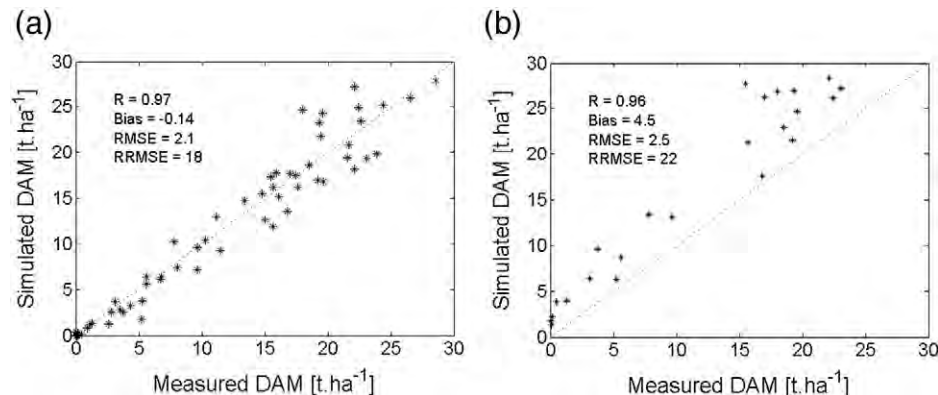 (a)
30
25
20
15
10
5
0
Simulated DAM [t.ha⁻¹]
R = 0.97
Bias = -0.14
RMSE = 2.1
RRMSE = 18
0 5 10 15 20 25 30
Measured DAM [t.ha⁻¹]
(b)
30
25
20
15
10
5
0
Simulated DAM [t.ha⁻¹]
R = 0.96
Bias = 4.5
RMSE = 2.5
RRMSE = 22
0 5 10 15 20 25 30
Measured DAM [t.ha⁻¹]